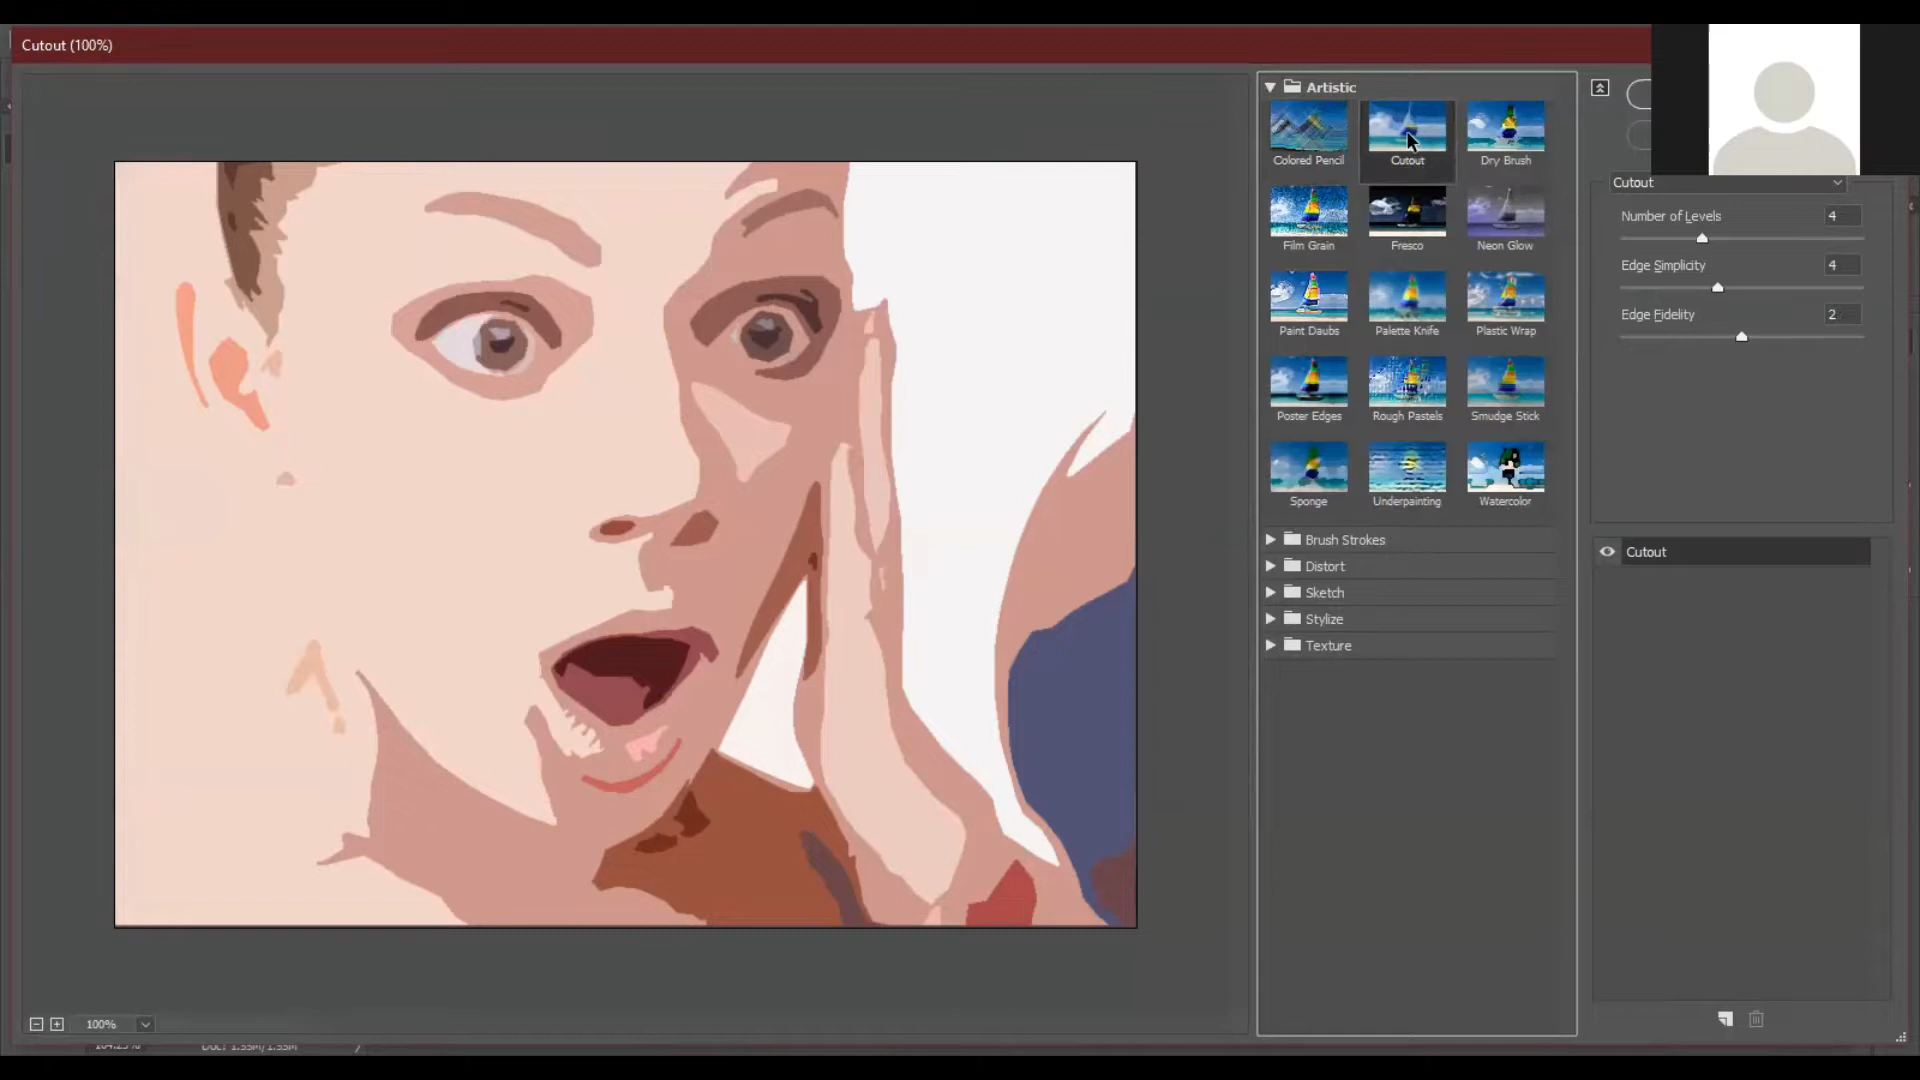 Cutout (100%)
Artistic
Colored Pencil
Cutout
Dry Brush
Film Grain
Fresco
Neon Glow
Paint Daubs
Palette Knife
Plastic Wrap
Poster Edges
Rough Pastels
Smudge Stick
Sponge
Underpainting
Watercolor
Brush Strokes
Distort
Sketch
Stylize
Texture
Cutout
Number of Levels 4
Edge Simplicity 4
Edge Fidelity 2
Cutout
100%